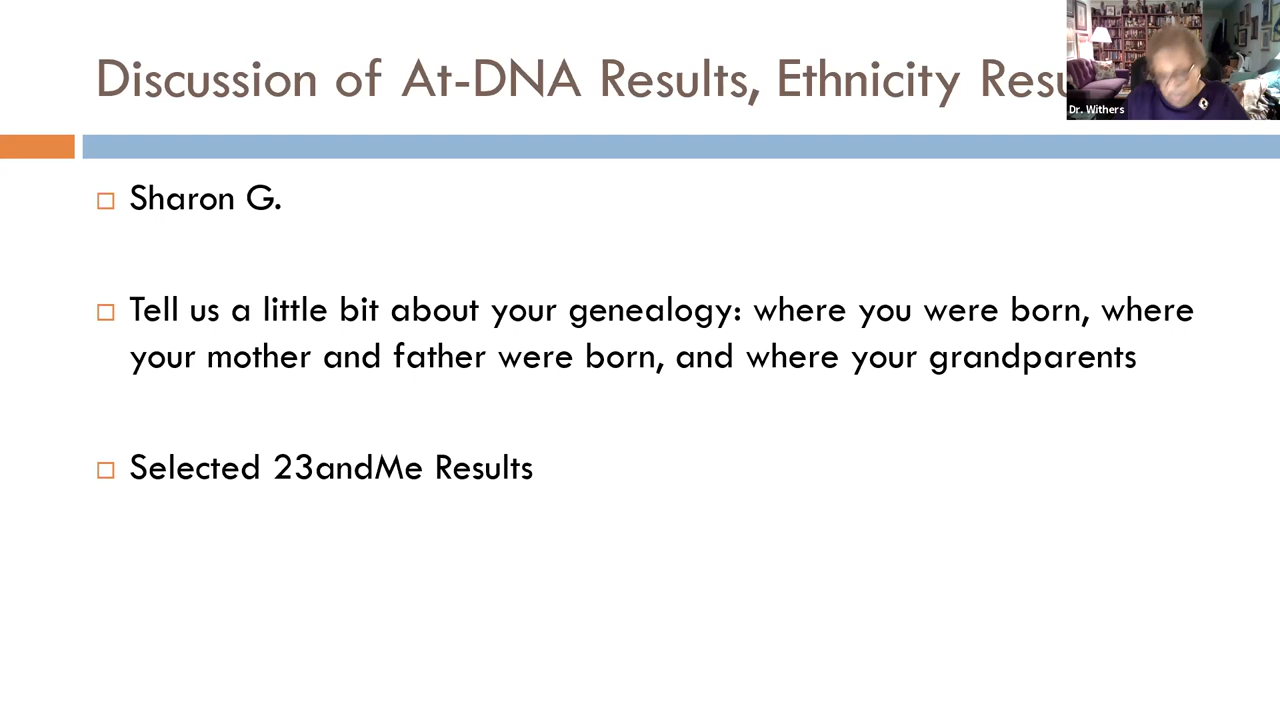 Discussion of At-DNA Results, Ethnicity
Dr. Withers
Sharon G.
Tell us a little bit about your genealogy: where you were born, where
your mother and father were born, and where your grandparents
Selected 23andMe Results